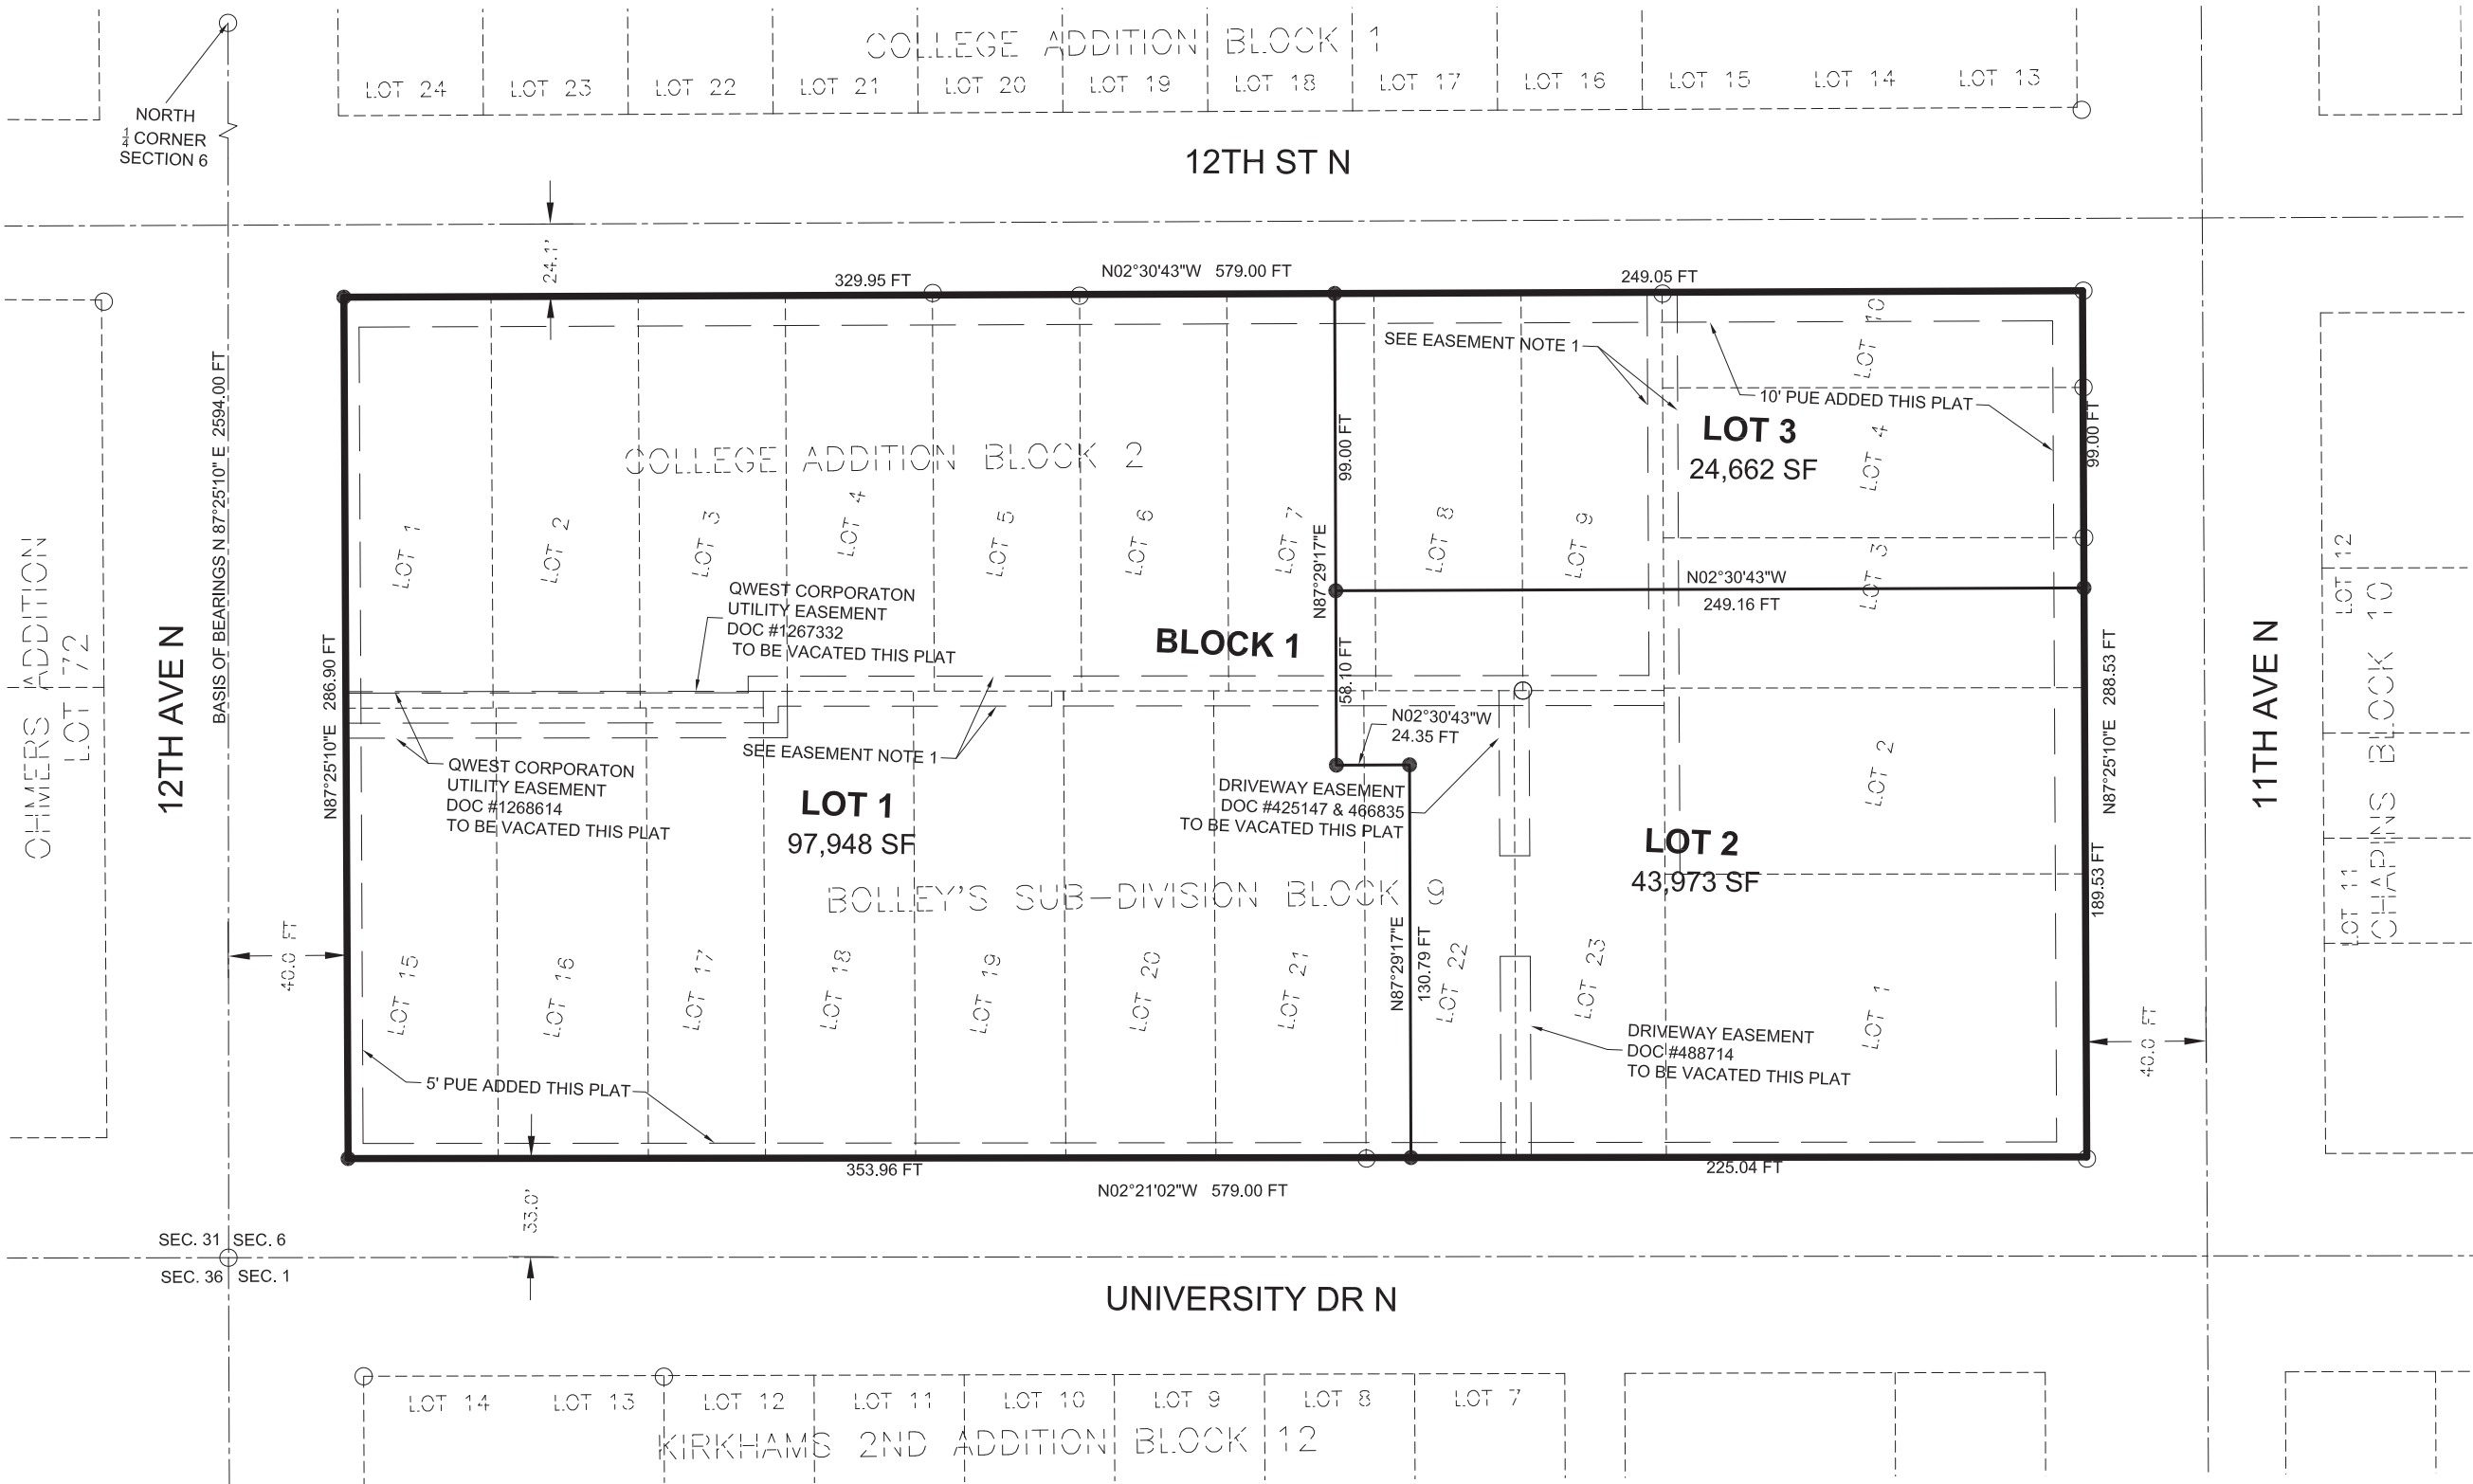 COLLEGE ADDITION BLOCK 1
LOT 24
LOT 23
LOT 22
LOT 21
LOT 20
LOT 19
LOT 18
LOT 17
LOT 16
LOT 15
LOT 14
LOT 13
NORTH
1/4 CORNER
SECTION 6
12TH ST N
24.1'
329.95 FT
N02°30'43"W 579.00 FT
249.05 FT
BASIS OF BEARINGS N 87°25'10" E 2594.00 FT
SEE EASEMENT NOTE 1
LOT 10
10' PUE ADDED THIS PLAT
LOT 3
24,662 SF
99.00 FT
99.00 FT
LOT 4
COLLEGE ADDITION BLOCK 2
LOT 1
LOT 2
LOT 3
LOT 4
LOT 5
LOT 6
LOT 7
LOT 8
LOT 9
LOT 3
N87°29'17"E
N02°30'43"W
249.16 FT
QWEST CORPORATON
UTILITY EASEMENT
DOC #1267332
TO BE VACATED THIS PLAT
BLOCK 1
58.10 FT
OHMERS ADDITION
LOT 72
12TH AVE N
N87°25'10"E 286.90 FT
N87°25'10"E 288.53 FT
11TH AVE N
LOT 12
CHAPINS BLOCK 10
LOT 11
N02°30'43"W
24.35 FT
SEE EASEMENT NOTE 1
QWEST CORPORATON
UTILITY EASEMENT
DOC #1268614
TO BE VACATED THIS PLAT
LOT 1
97,948 SF
DRIVEWAY EASEMENT
DOC #425147 & 466835
TO BE VACATED THIS PLAT
LOT 2
LOT 2
43,973 SF
189.53 FT
BOLLEY'S SUB-DIVISION BLOCK 9
40.0 FT
LOT 15
LOT 16
LOT 17
LOT 18
LOT 19
LOT 20
LOT 21
N87°29'17"E
130.79 FT
LOT 22
LOT 23
LOT 1
DRIVEWAY EASEMENT
DOC #488714
TO BE VACATED THIS PLAT
40.0 FT
5' PUE ADDED THIS PLAT
353.96 FT
225.04 FT
N02°21'02"W 579.00 FT
33.0'
SEC. 31 SEC. 6
SEC. 36 SEC. 1
UNIVERSITY DR N
LOT 14
LOT 13
LOT 12
LOT 11
LOT 10
LOT 9
LOT 8
LOT 7
KIRKHAMS 2ND ADDITION BLOCK 12